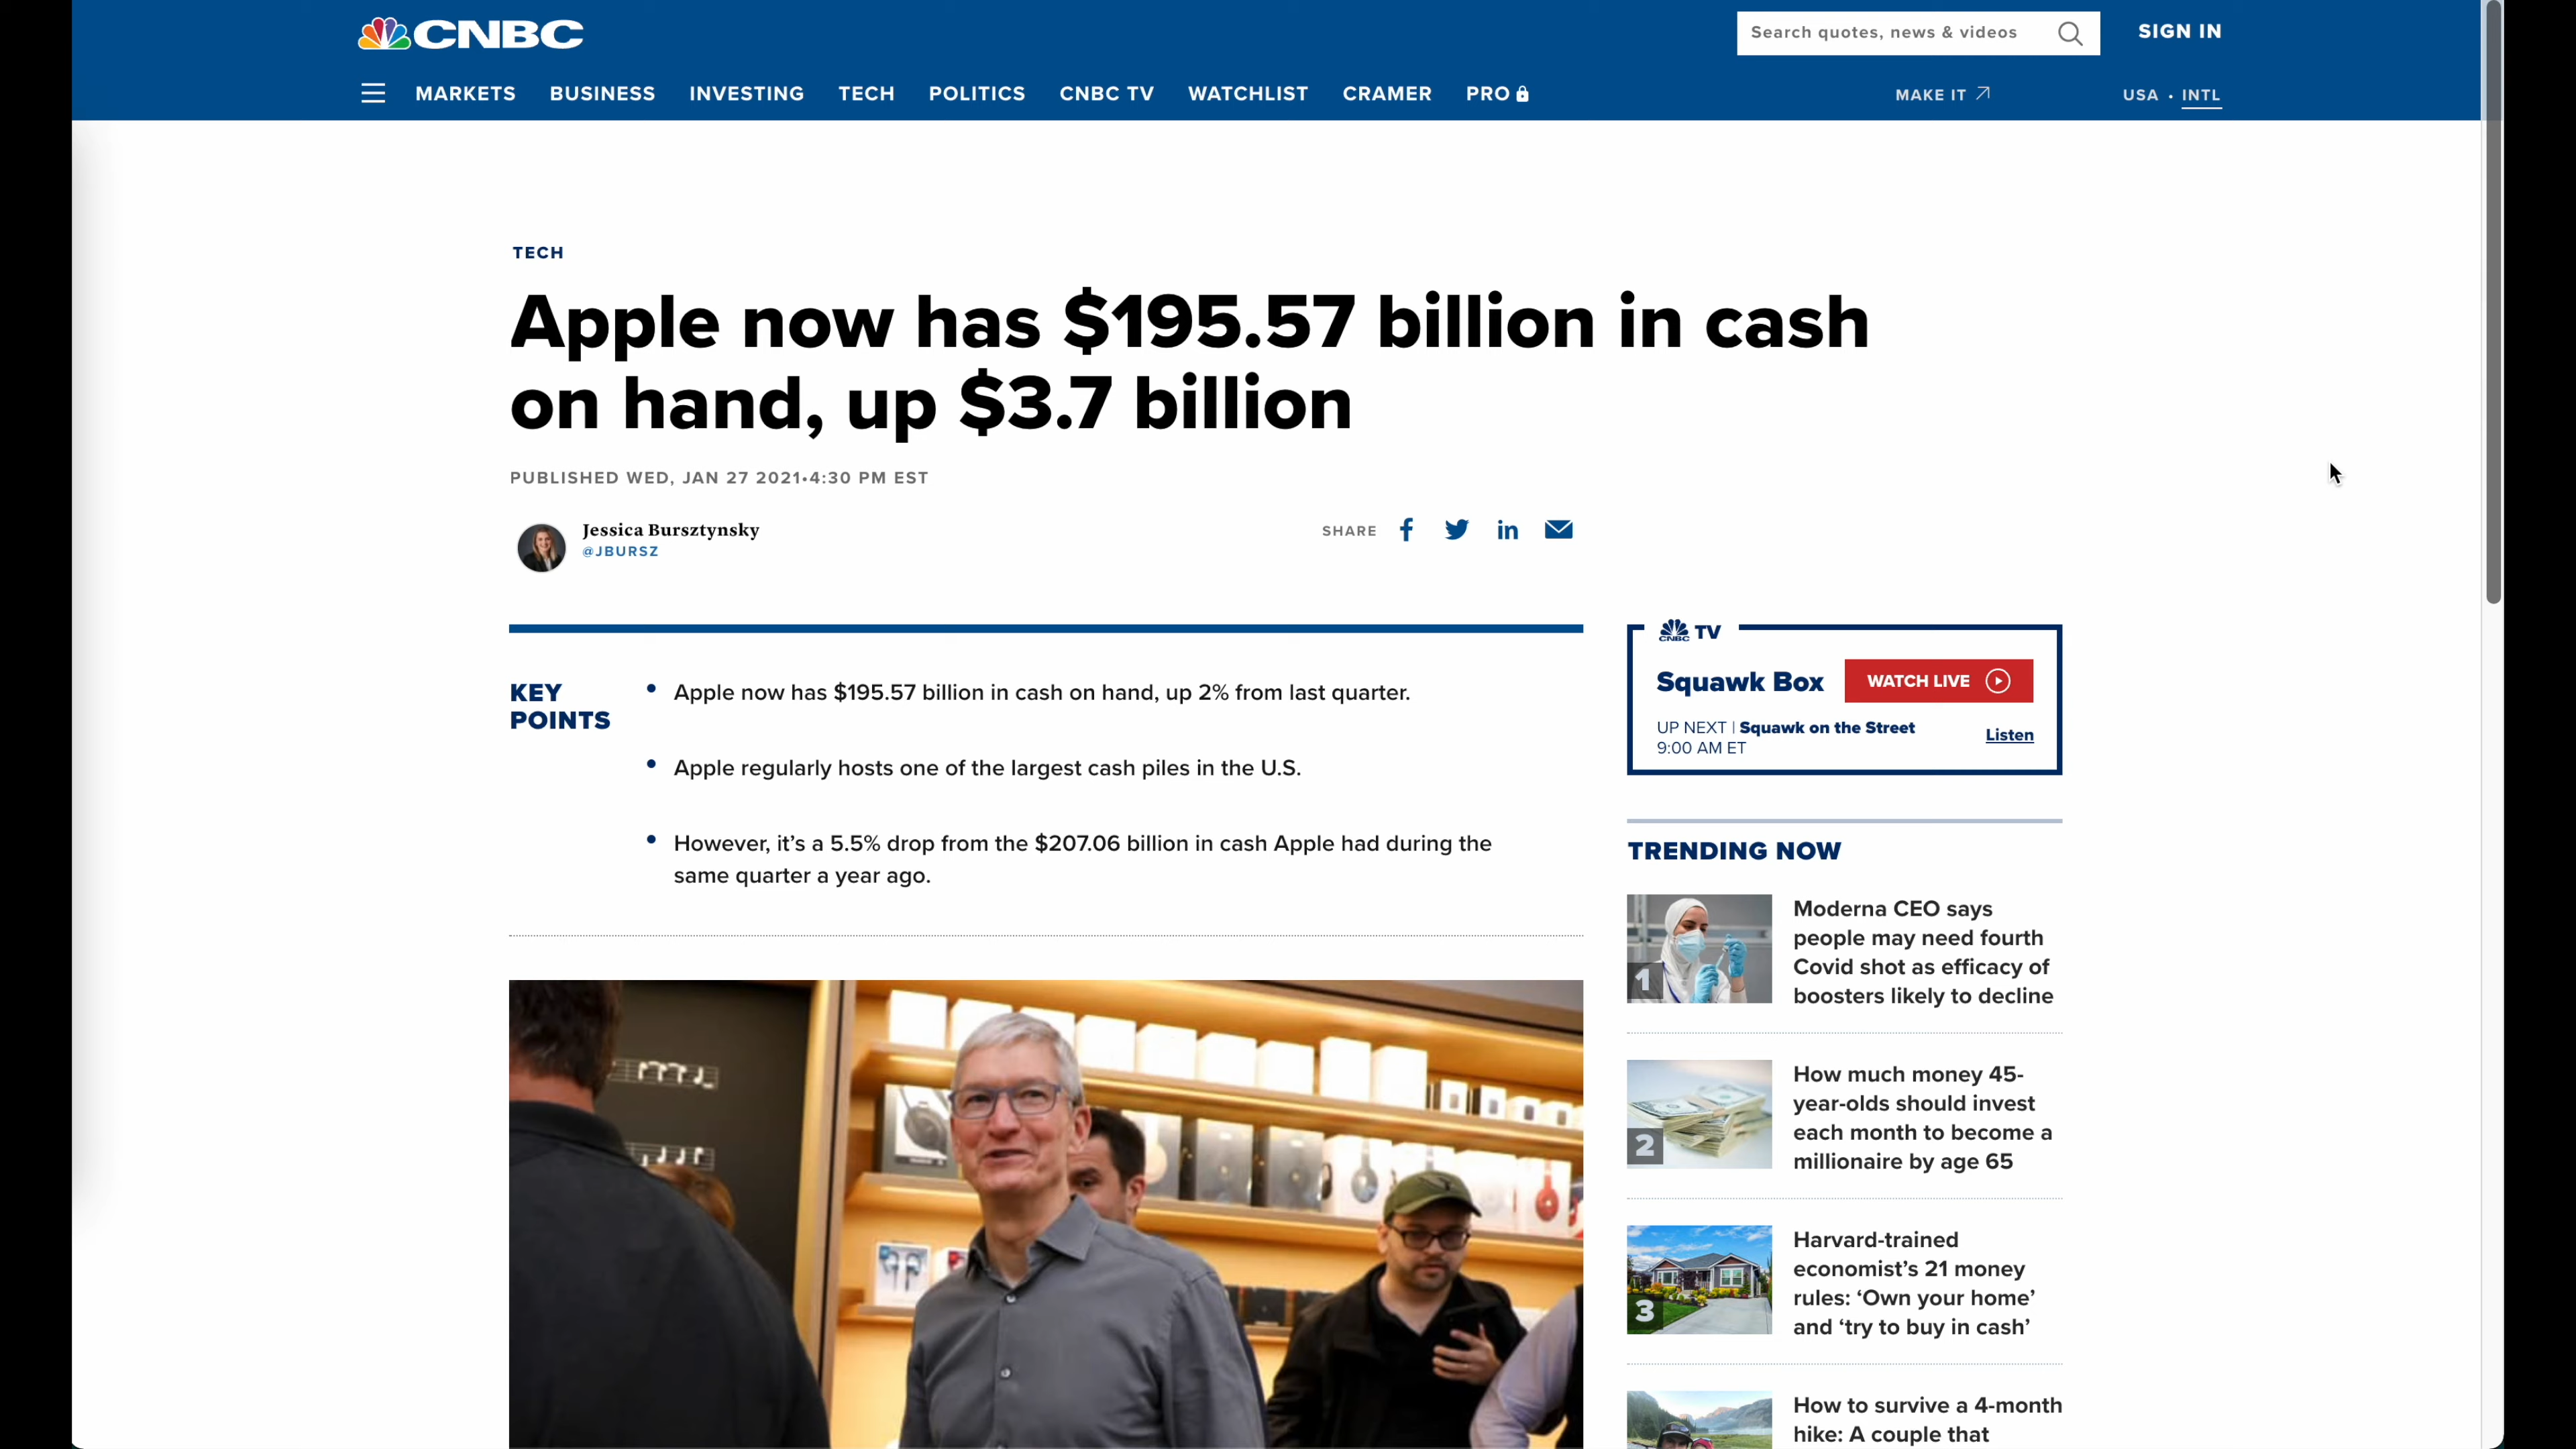 CNBC
Search quotes, news & videos
SIGN IN
MARKETS BUSINESS INVESTING TECH POLITICS CNBC TV WATCHLIST CRAMER PRO
MAKE IT
USA • INTL
TECH
Apple now has $195.57 billion in cash
on hand, up $3.7 billion
PUBLISHED WED, JAN 27 2021•4:30 PM EST
Jessica Bursztynsky
@JBURSZ
SHARE
KEY
POINTS
• Apple now has $195.57 billion in cash on hand, up 2% from last quarter.
• Apple regularly hosts one of the largest cash piles in the U.S.
• However, it’s a 5.5% drop from the $207.06 billion in cash Apple had during the
same quarter a year ago.
CNBC TV
Squawk Box
WATCH LIVE
UP NEXT | Squawk on the Street
9:00 AM ET
Listen
TRENDING NOW
1
Moderna CEO says
people may need fourth
Covid shot as efficacy of
boosters likely to decline
2
How much money 45-
year-olds should invest
each month to become a
millionaire by age 65
3
Harvard-trained
economist’s 21 money
rules: ‘Own your home’
and ‘try to buy in cash’
How to survive a 4-month
hike: A couple that